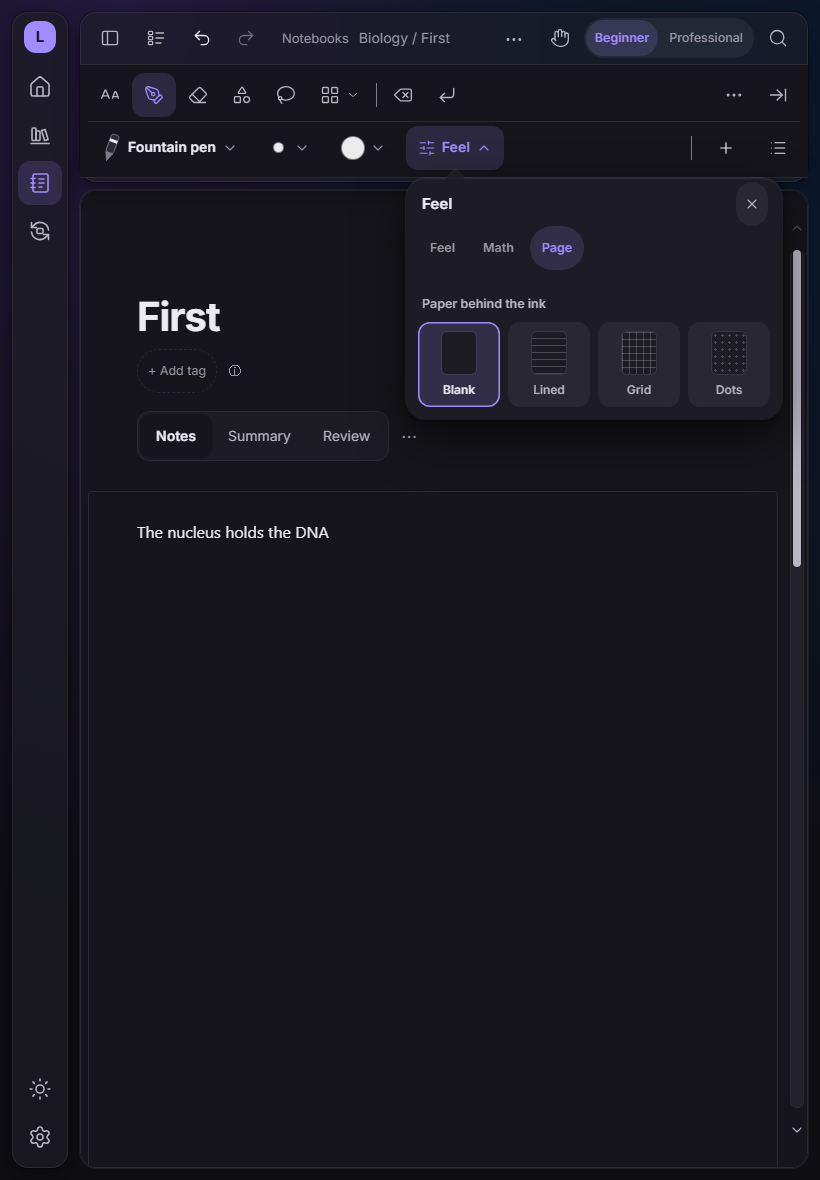 L
Notebooks Biology / First
Beginner Professional
AA
Fountain pen
Feel
Feel
Feel Math Page
Paper behind the ink
Blank Lined Grid Dots
First
+ Add tag
Notes Summary Review
The nucleus holds the DNA